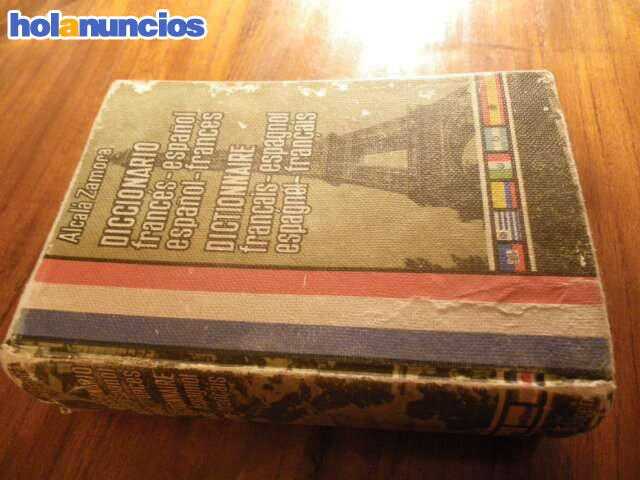 holanuncios
Alcalá Zamora
DICCIONARIO
francés-español
español-francés
DICTIONNAIRE
français-espagnol
espagnol-français